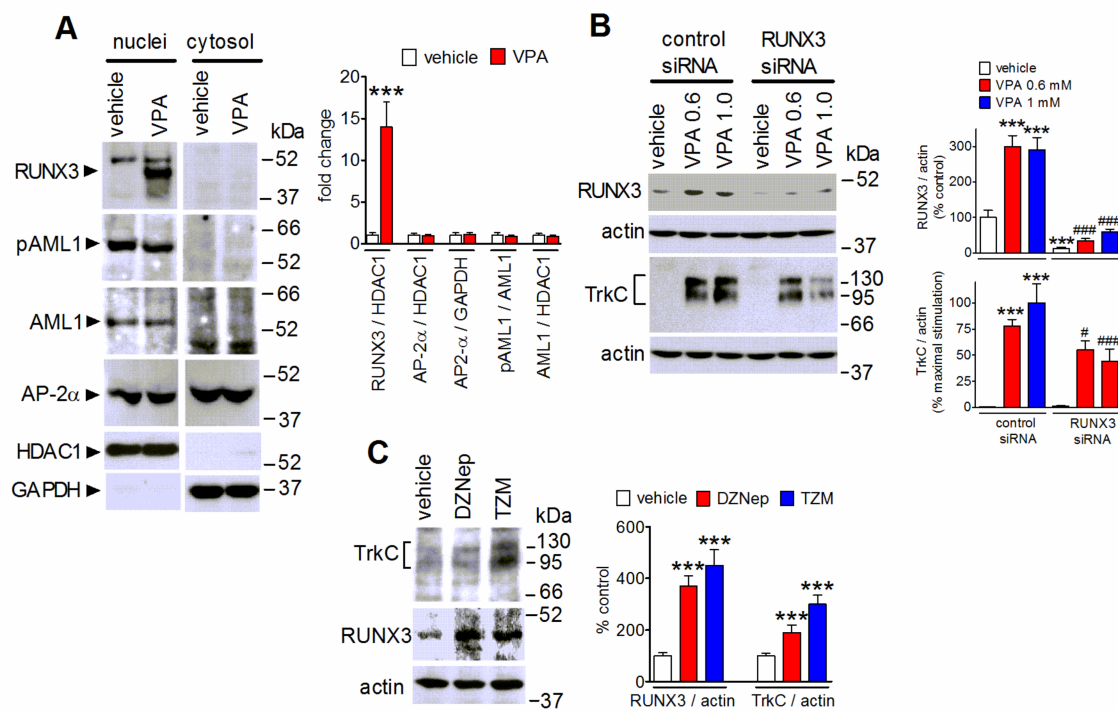 A
nuclei cytosol
vehicle VPA vehicle VPA
kDa
RUNX3
52
37
pAML1
66
52
AML1
66
52
AP-2α
52
37
HDAC1
52
GAPDH
37
vehicle VPA
fold change
20
15
10
5
0
***
RUNX3 / HDAC1
AP-2α / HDAC1
AP2-α / GAPDH
pAML1 / AML1
AML1 / HDAC1
B
control siRNA
RUNX3 siRNA
vehicle VPA 0.6 VPA 1.0 vehicle VPA 0.6 VPA 1.0
kDa
RUNX3
52
actin
37
TrkC
130
95
66
actin
37
vehicle
VPA 0.6 mM
VPA 1 mM
RUNX3 / actin
(% control)
300
200
100
0
*** *** *** ### ###
TrkC / actin
(% maximal stimulation)
100
75
50
25
0
*** *** # ###
control siRNA
RUNX3 siRNA
C
vehicle DZNep TZM
kDa
TrkC
130
95
66
RUNX3
52
actin
37
vehicle DZNep TZM
% control
600
400
200
0
*** *** *** ***
RUNX3 / actin TrkC / actin